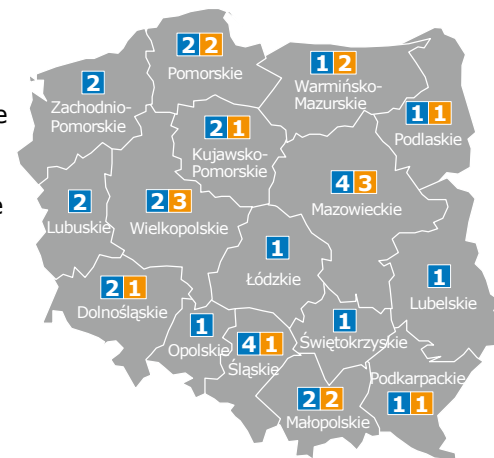 2 2
Pomorskie
1 2
Warmińsko-
Mazurskie
2
Zachodnio-
Pomorskie
e
1 1
Podlaskie
2 1
Kujawsko-
Pomorskie
4 3
Mazowieckie
2
Lubuskie
e
2 3
Wielkopolskie
1
Łódzkie
1
Lubelskie
2 1
Dolnośląskie
1
Opolskie
4 1
Śląskie
1
Świętokrzyskie
Podkarpackie
1 1
2 2
Małopolskie